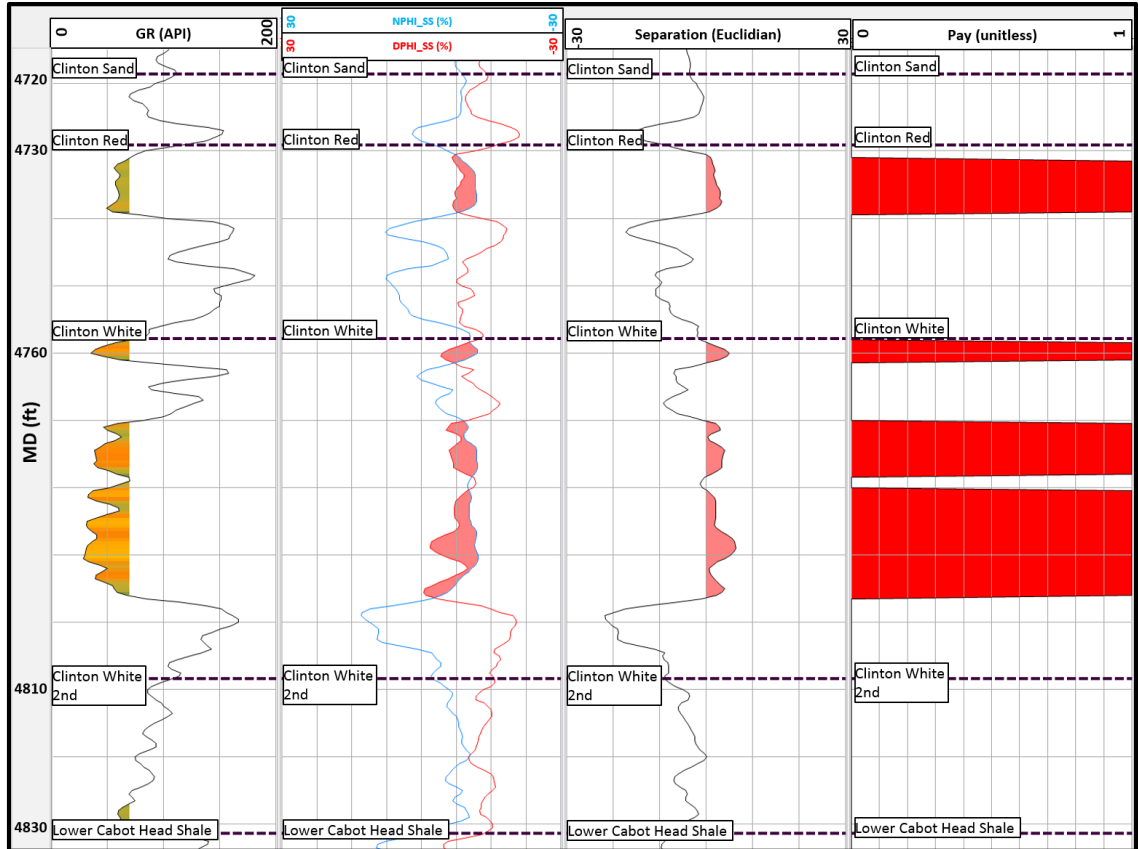 0
GR (API)
200
30
NPHI_SS (%)
-30
30
DPHI_SS (%)
-30
-30
Separation (Euclidian)
30
0
Pay (unitless)
1
4720
Clinton Sand
Clinton Sand
Clinton Sand
Clinton Sand
4730
Clinton Red
Clinton Red
Clinton Red
Clinton Red
MD (ft)
Clinton White
Clinton White
Clinton White
Clinton White
4760
Clinton White
2nd
Clinton White
2nd
Clinton White
2nd
Clinton White
2nd
4810
4830
Lower Cabot Head Shale
Lower Cabot Head Shale
Lower Cabot Head Shale
Lower Cabot Head Shale